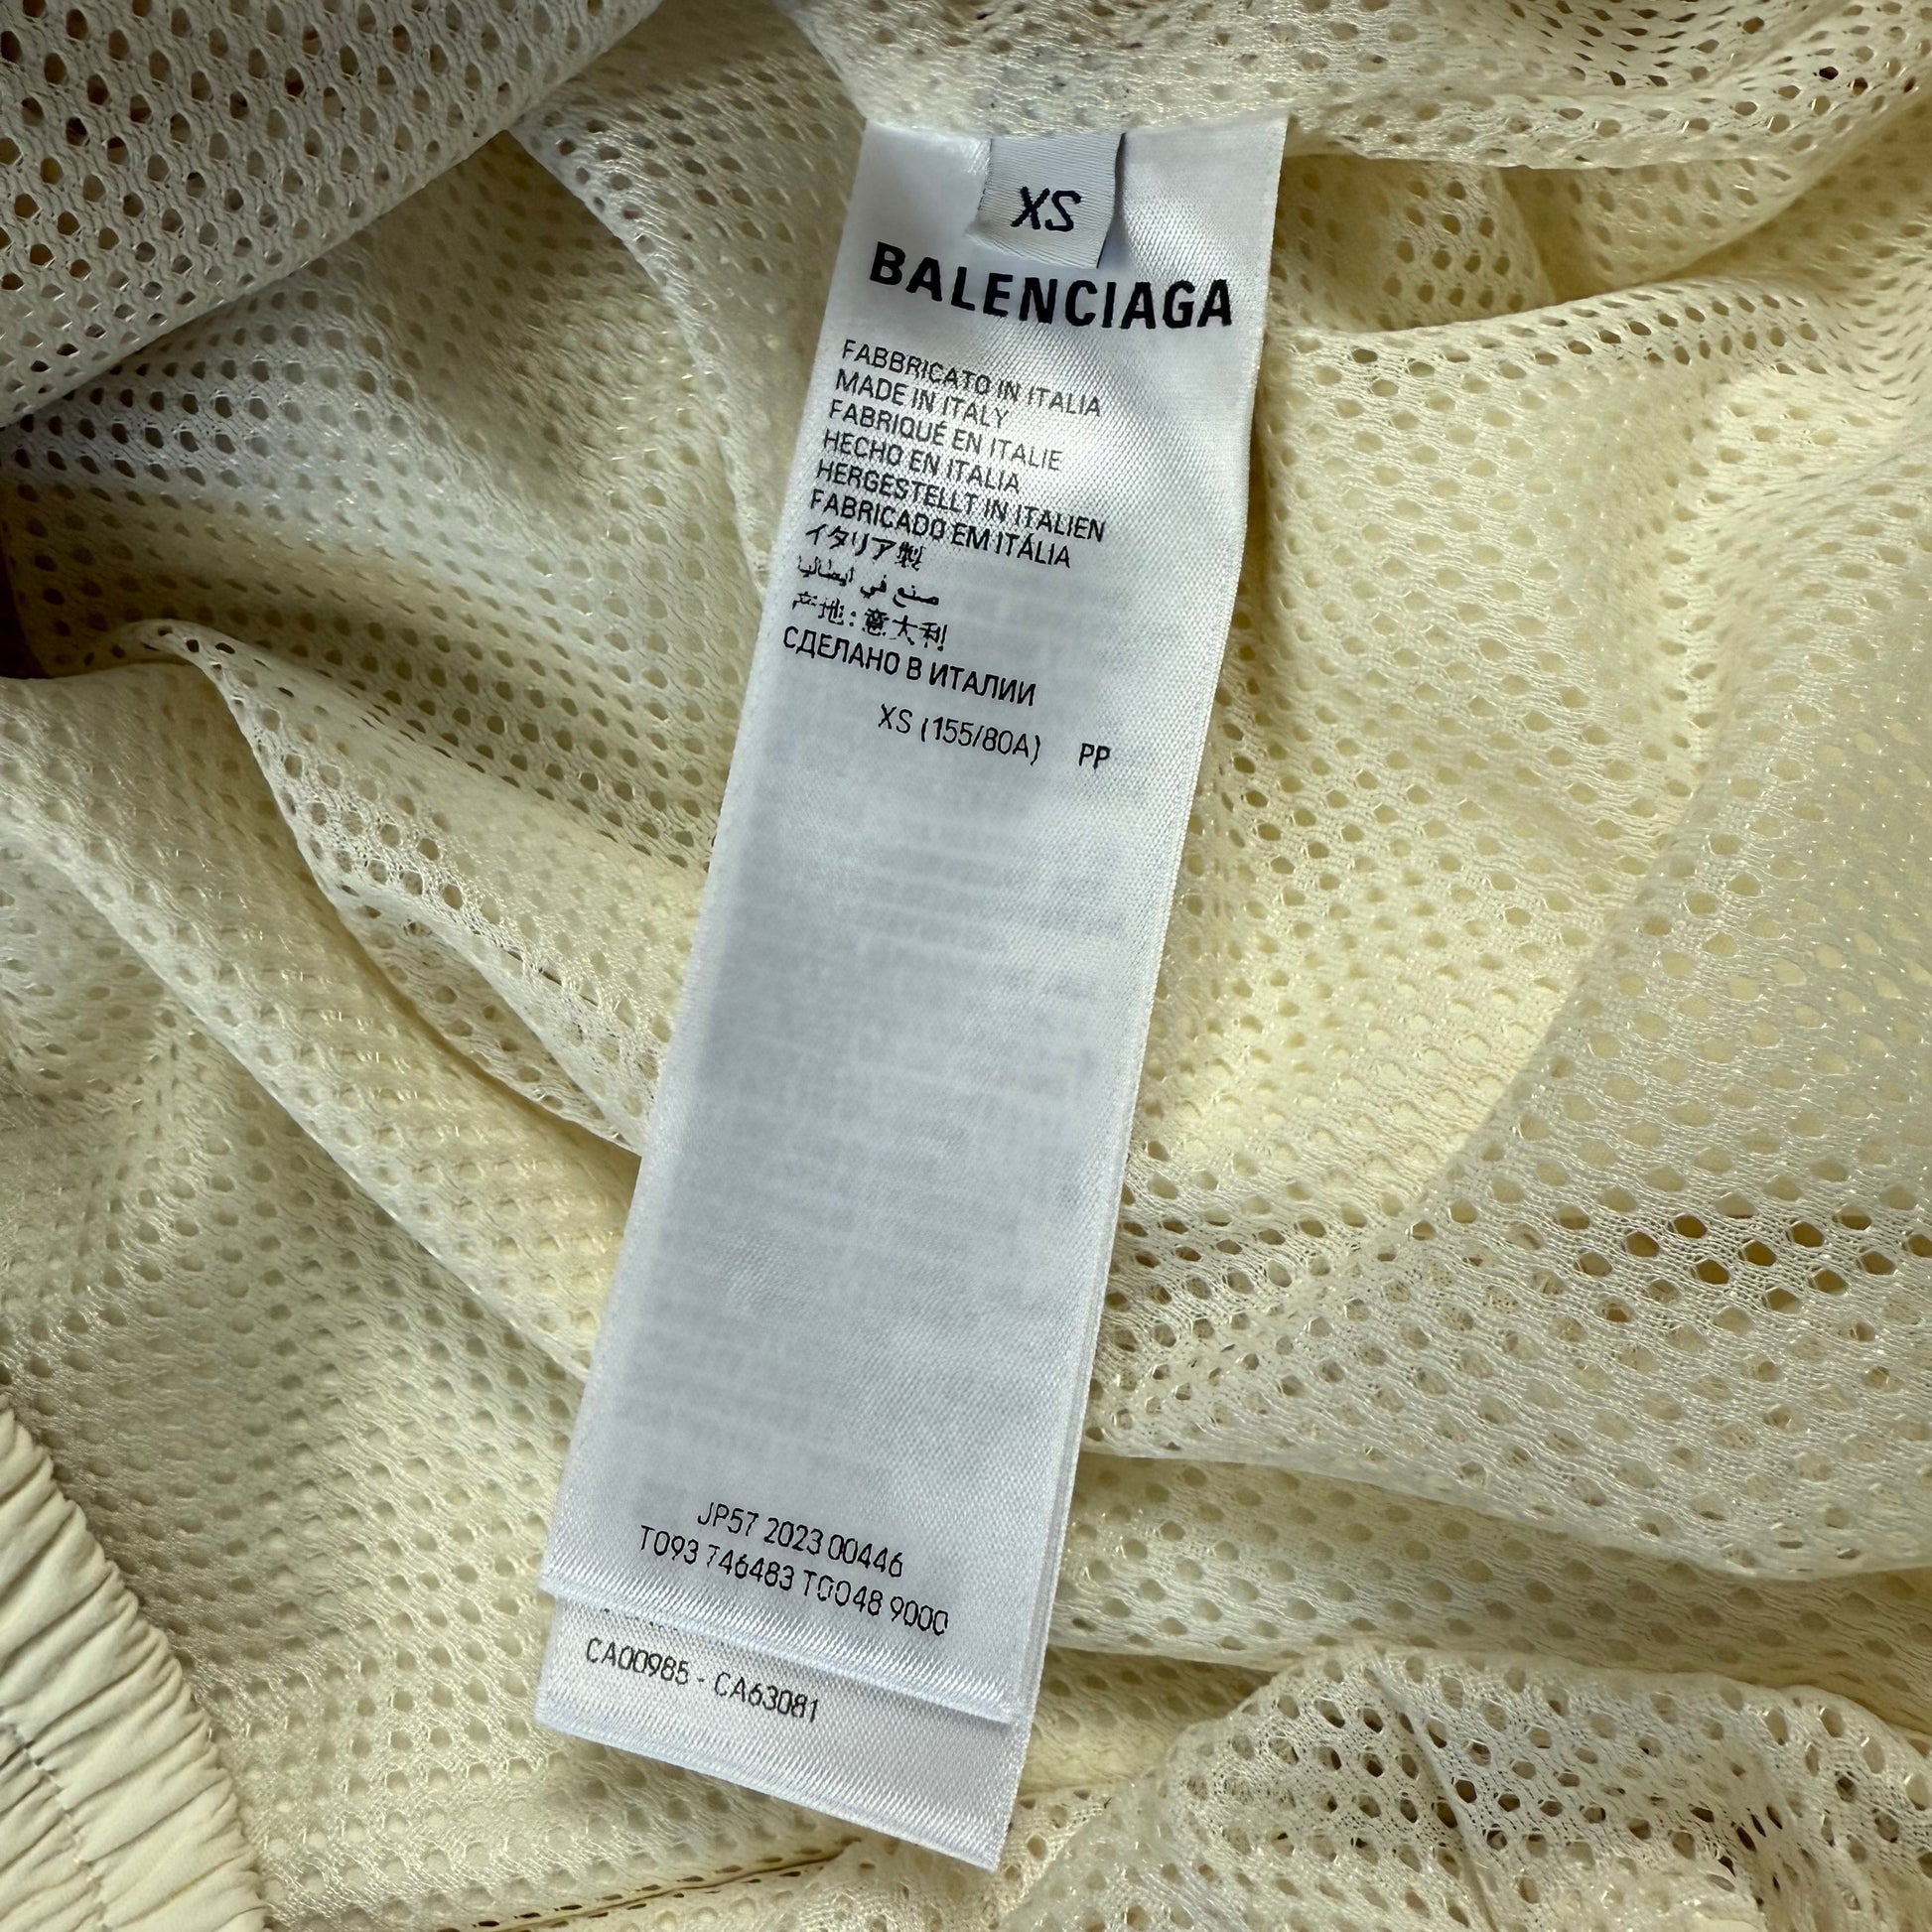 XS
BALENCIAGA
FABBRICATO IN ITALIA
MADE IN ITALY
FABRIQUÉ EN ITALIE
HECHO EN ITALIA
HERGESTELLT IN ITALIEN
FABRICADO EM ITÁLIA
イタリア製
صنع في ايطاليا
产地:意大利
СДЕЛАНО В ИТАЛИИ
XS (155/80A) PP
JP57 2023 00446
T093 746483 TOO48 9000
CA00985 - CA63081